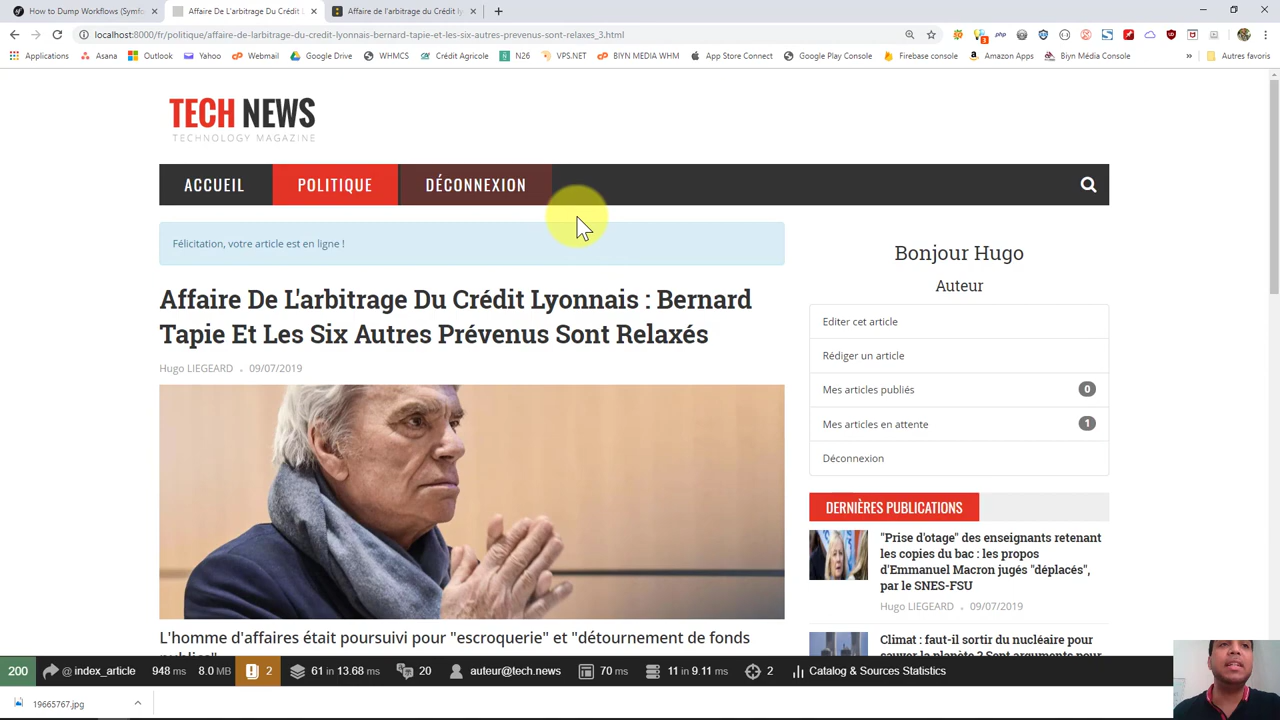 How to Dump Workflows (Symfo
Affaire De L'arbitrage Du Crédit L
Affaire de l'arbitrage du Crédit ly
localhost:8000/fr/politique/affaire-de-larbitrage-du-credit-lyonnais-bernard-tapie-et-les-six-autres-prevenus-sont-relaxes_3.html
Applications
Asana
Outlook
Yahoo
Webmail
Google Drive
WHMCS
Crédit Agricole
N26
VPS.NET
BIYN MEDIA WHM
App Store Connect
Google Play Console
Firebase console
Amazon Apps
Biyn Média Console
»
Autres favoris
TECH NEWS
TECHNOLOGY MAGAZINE
ACCUEIL
POLITIQUE
DÉCONNEXION
Félicitation, votre article est en ligne !
Affaire De L'arbitrage Du Crédit Lyonnais : Bernard
Tapie Et Les Six Autres Prévenus Sont Relaxés
Hugo LIEGEARD 09/07/2019
L'homme d'affaires était poursuivi pour "escroquerie" et "détournement de fonds
Bonjour Hugo
Auteur
Editer cet article
Rédiger un article
Mes articles publiés 0
Mes articles en attente 1
Déconnexion
DERNIÈRES PUBLICATIONS
"Prise d'otage" des enseignants retenant
les copies du bac : les propos
d'Emmanuel Macron jugés "déplacés",
par le SNES-FSU
Hugo LIEGEARD 09/07/2019
Climat : faut-il sortir du nucléaire pour
sauver la planète ? Sept arguments pour
200 @ index_article 948 ms 8.0 MB 2 61 in 13.68 ms 20 auteur@tech.news 70 ms 11 in 9.11 ms 2 Catalog & Sources Statistics
19665767.jpg